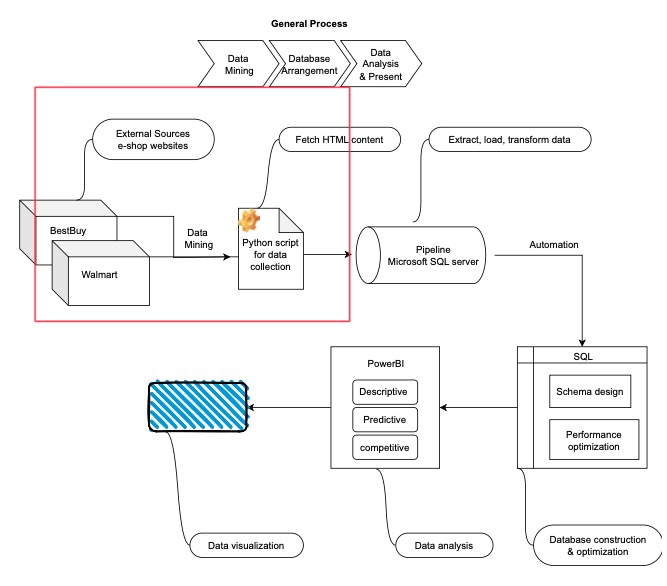 General Process
Data
Mining
Database
Arrangement
Data
Analysis
& Present
External Sources
e-shop websites
Fetch HTML content
Extract, load, transform data
BestBuy
Walmart
Data
Mining
Python script
for data
collection
Pipeline
Microsoft SQL server
Automation
SQL
Schema design
Performance
optimization
PowerBI
Descriptive
Predictive
competitive
Data visualization
Data analysis
Database construction
& optimization